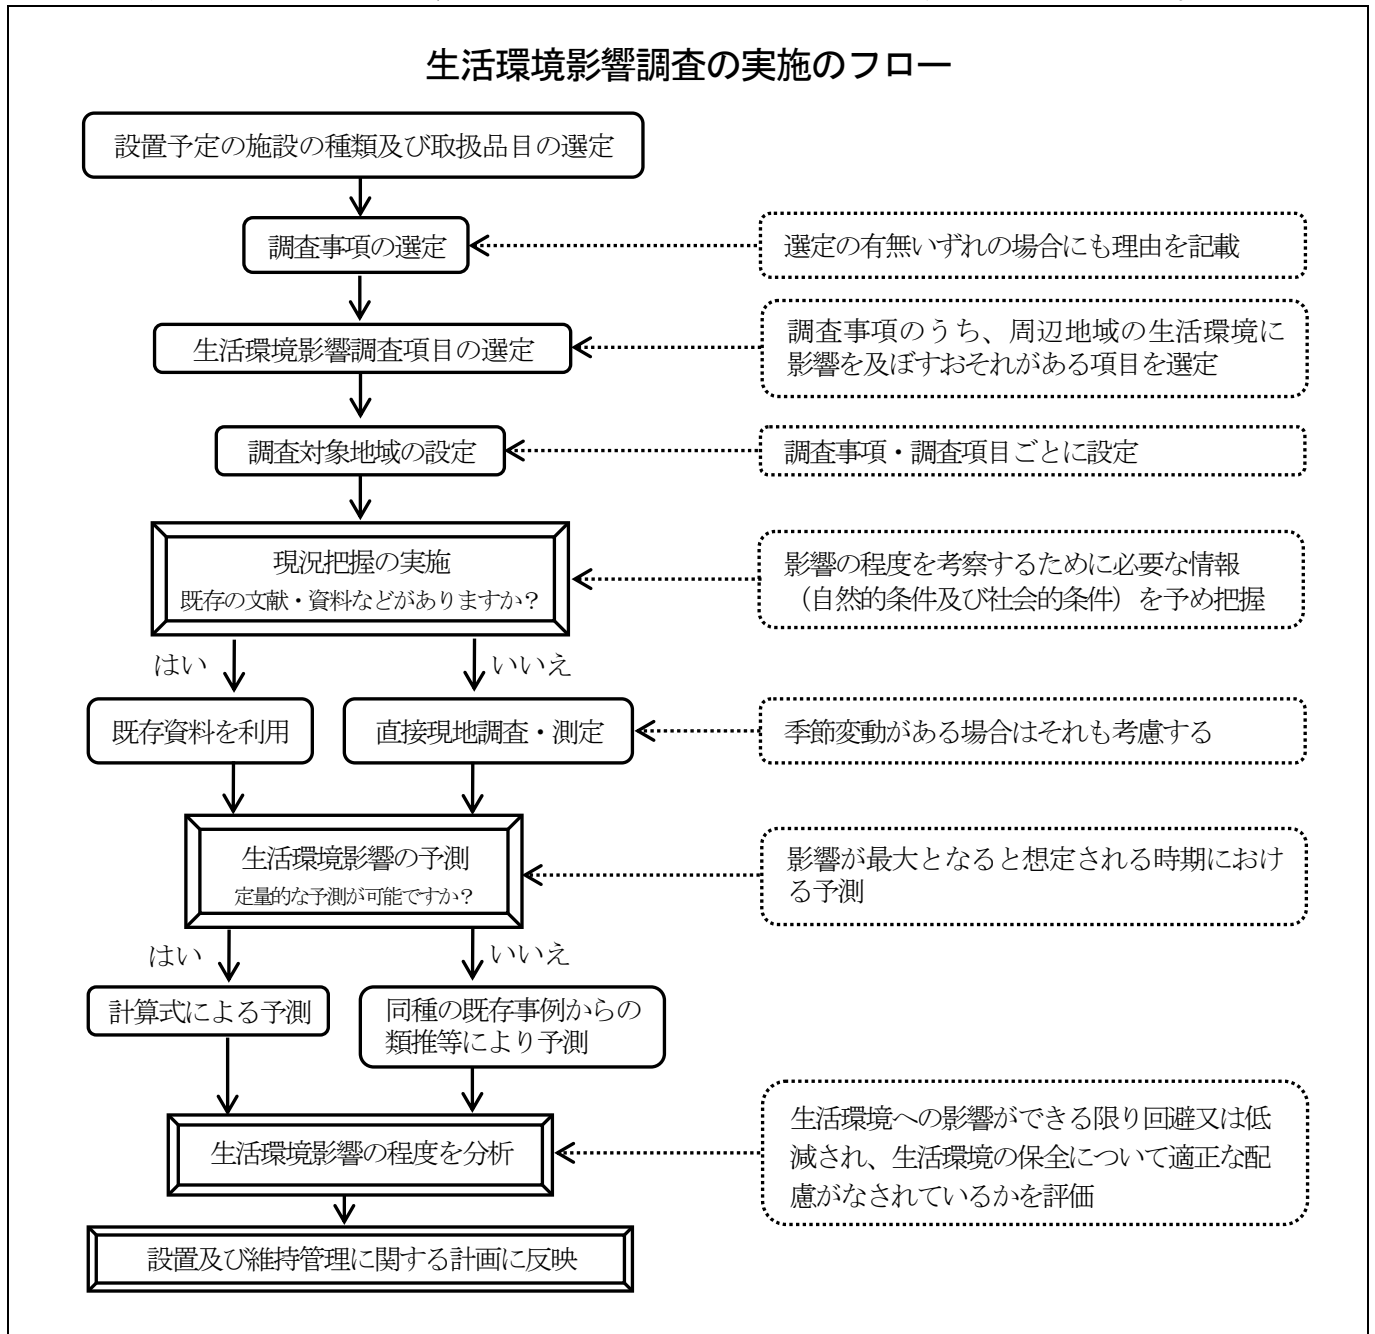 生活環境影響調査の実施のフロー
設置予定の施設の種類及び取扱品目の選定
調査事項の選定
選定の有無いずれの場合にも理由を記載
生活環境影響調査項目の選定
調査事項のうち、周辺地域の生活環境に
影響を及ぼすおそれがある項目を選定
調査対象地域の設定
調査事項・調査項目ごとに設定
現況把握の実施
既存の文献・資料などがありますか?
影響の程度を考察するために必要な情報
(自然的条件及び社会的条件)を予め把握
はい
いいえ
既存資料を利用
直接現地調査・測定
季節変動がある場合はそれも考慮する
生活環境影響の予測
定量的な予測が可能ですか?
影響が最大となると想定される時期におけ
る予測
はい
いいえ
計算式による予測
同種の既存事例からの
類推等により予測
生活環境影響の程度を分析
生活環境への影響ができる限り回避又は低
減され、生活環境の保全について適正な配
慮がなされているかを評価
設置及び維持管理に関する計画に反映